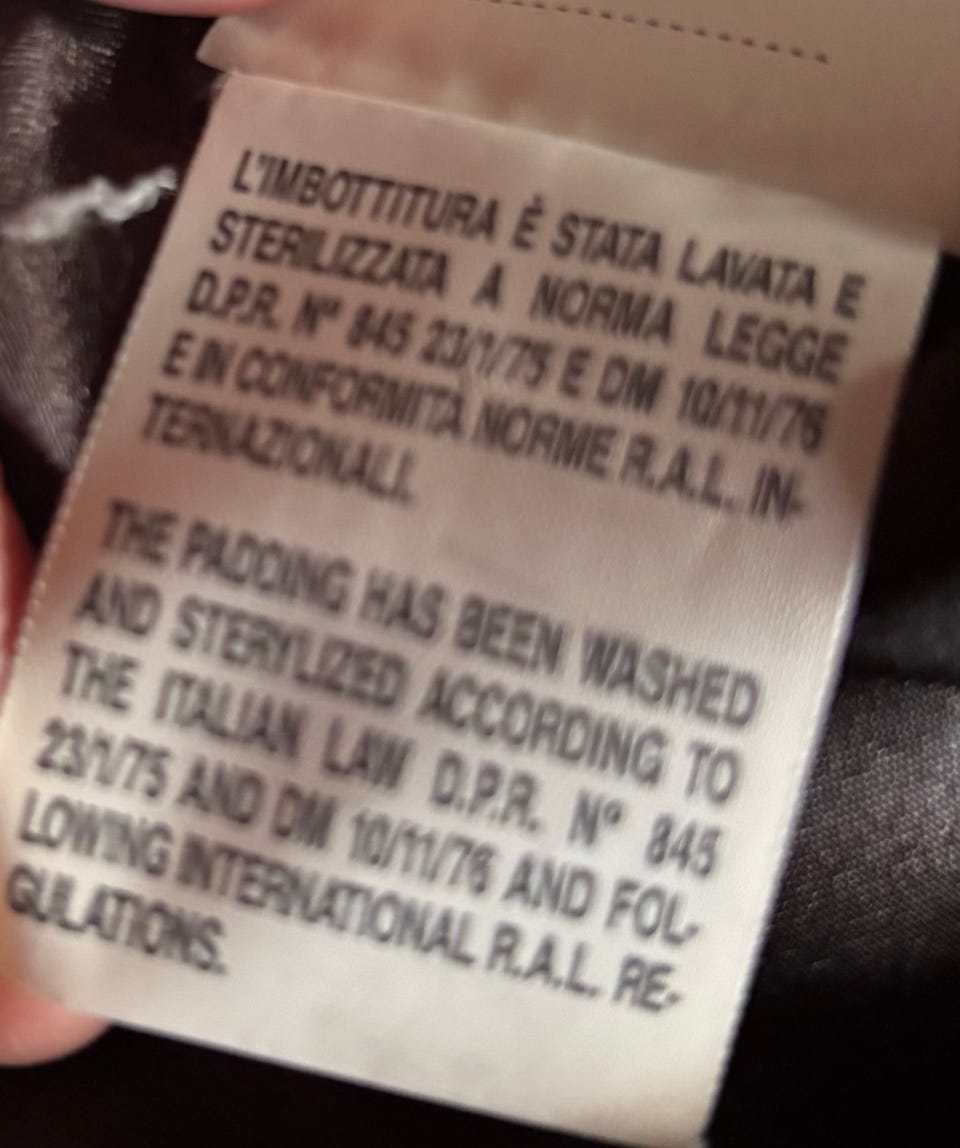 L'IMBOTTITURA È STATA LAVATA E
STERILIZZATA A NORMA LEGGE
D.P.R. N° 845 23/1/75 E DM 10/11/76
E IN CONFORMITÀ NORME R.A.L. IN-
TERNAZIONALI.
THE PADDING HAS BEEN WASHED
AND STERYLIZED ACCORDING TO
THE ITALIAN LAW D.P.R. N° 845
23/1/75 AND DM 10/11/76 AND FOL-
LOWING INTERNATIONAL R.A.L. RE-
GULATIONS.